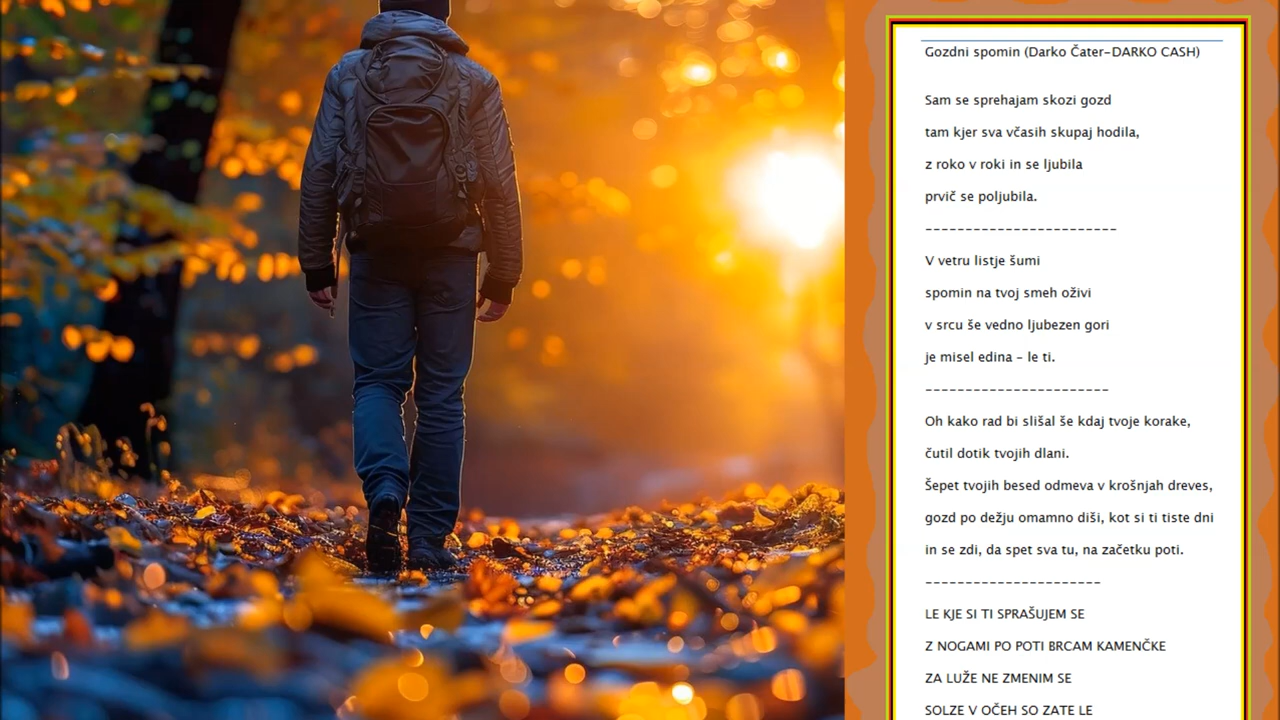 Gozdni spomin (Darko Čater-DARKO CASH)
Sam se sprehajam skozi gozd
tam kjer sva včasih skupaj hodila,
z roko v roki in se ljubila
prvič se poljubila.
------------------------
V vetru listje šumi
spomin na tvoj smeh oživi
v srcu še vedno ljubezen gori
je misel edina - le ti.
-----------------------
Oh kako rad bi slišal še kdaj tvoje korake,
čutil dotik tvojih dlani.
Šepet tvojih besed odmeva v krošnjah dreves,
gozd po dežju omamno diši, kot si ti tiste dni
in se zdi, da spet sva tu, na začetku poti.
----------------------
LE KJE SI TI SPRAŠUJEM SE
Z NOGAMI PO POTI BRCAM KAMENČKE
ZA LUŽE NE ZMENIM SE
SOLZE V OČEH SO ZATE LE